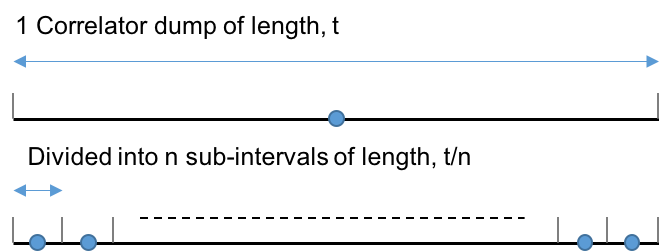 1 Correlator dump of length, t
Divided into n sub-intervals of length, t/n